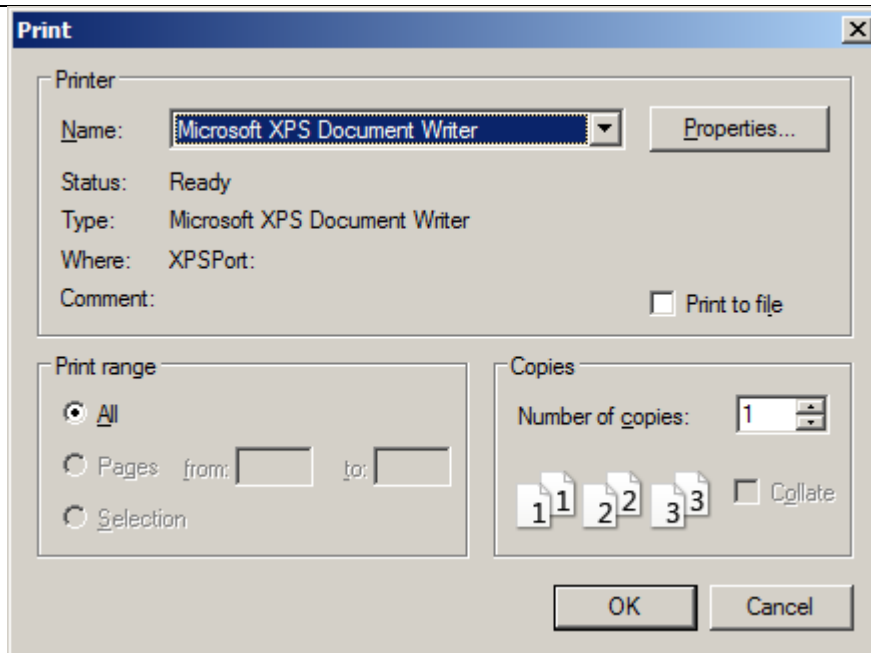 Print
Printer
Name: Microsoft XPS Document Writer Properties...
Status: Ready
Type: Microsoft XPS Document Writer
Where: XPSPort:
Comment:
Print to file
Print range
All
Pages from: to:
Selection
Copies
Number of copies: 1
1 1 2 2 3 3 Collate
OK Cancel